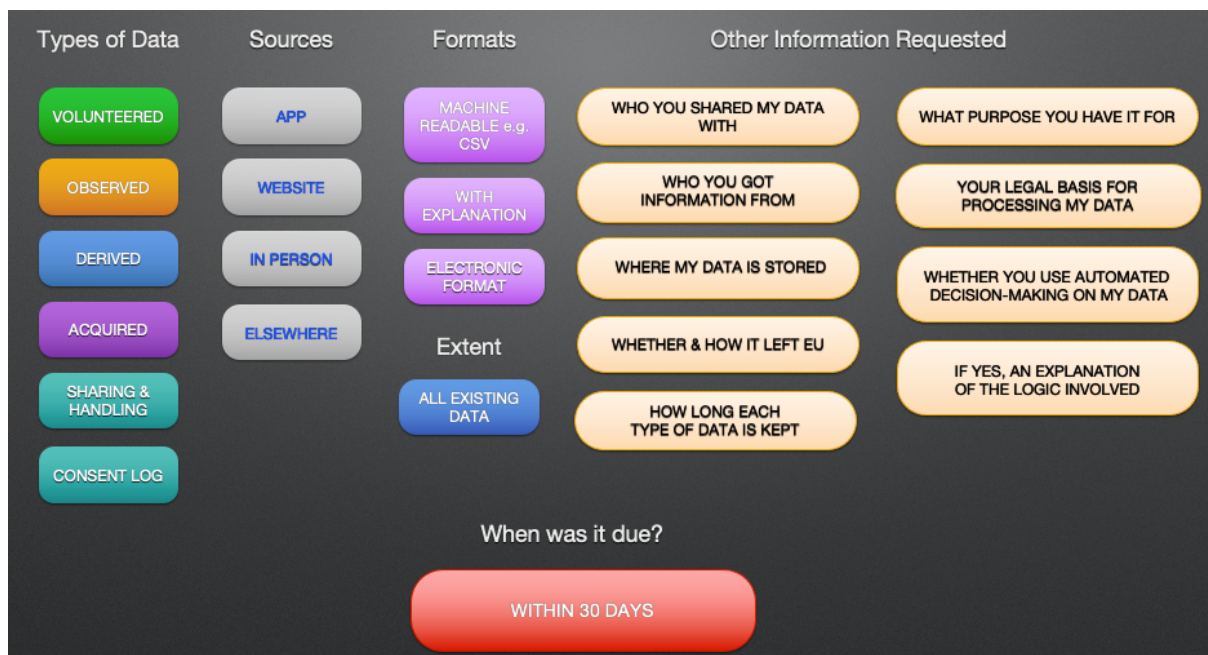 Types of Data
VOLUNTEERED
OBSERVED
DERIVED
ACQUIRED
SHARING &
HANDLING
CONSENT LOG
Sources
APP
WEBSITE
IN PERSON
ELSEWHERE
Formats
MACHINE
READABLE e.g.
CSV
WITH
EXPLANATION
ELECTRONIC
FORMAT
Extent
ALL EXISTING
DATA
Other Information Requested
WHO YOU SHARED MY DATA
WITH
WHO YOU GOT
INFORMATION FROM
WHERE MY DATA IS STORED
WHETHER & HOW IT LEFT EU
HOW LONG EACH
TYPE OF DATA IS KEPT
WHAT PURPOSE YOU HAVE IT FOR
YOUR LEGAL BASIS FOR
PROCESSING MY DATA
WHETHER YOU USE AUTOMATED
DECISION-MAKING ON MY DATA
IF YES, AN EXPLANATION
OF THE LOGIC INVOLVED
When was it due?
WITHIN 30 DAYS